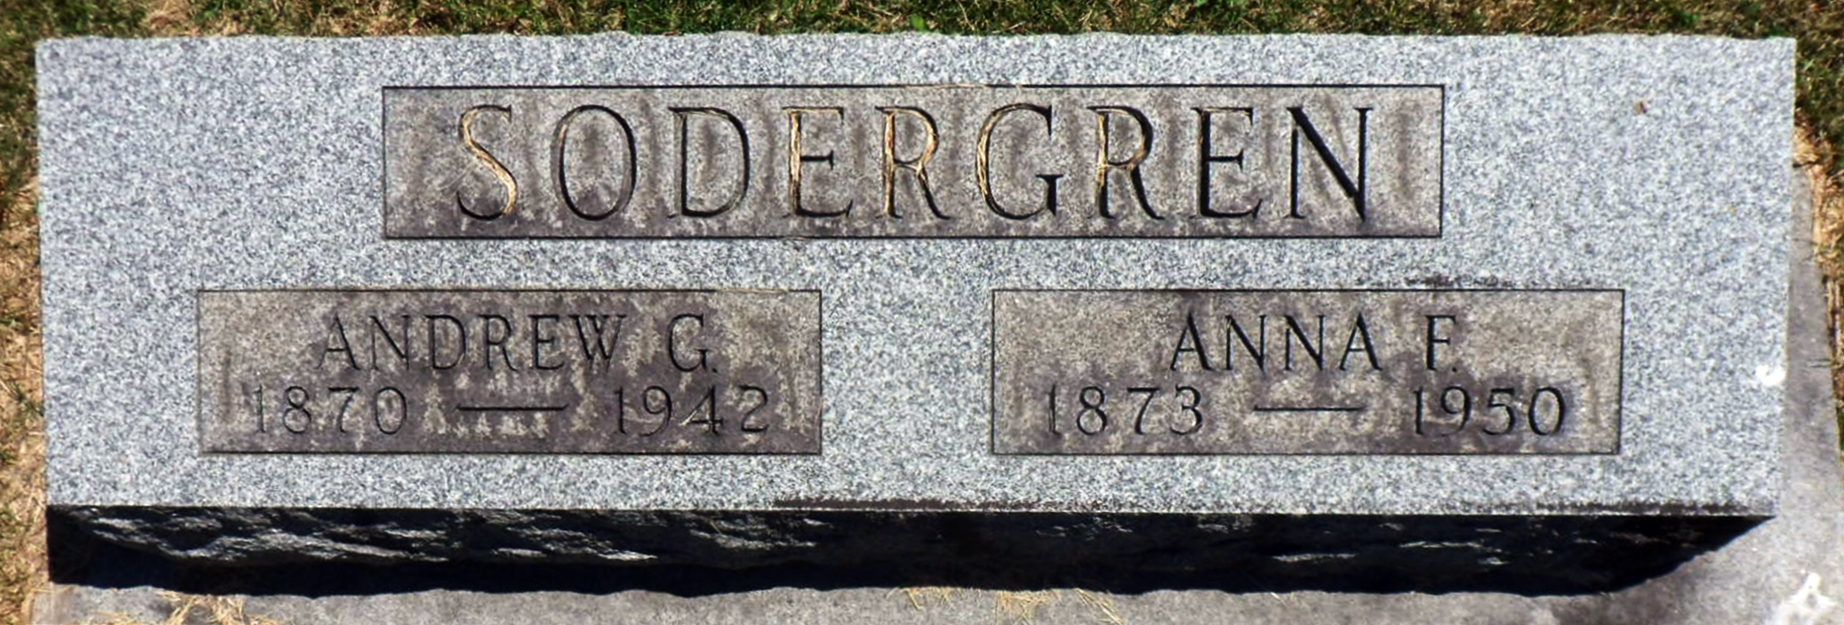 SODERGREN
ANDREW G.
1870 — 1942
ANNA F.
1873 — 1950